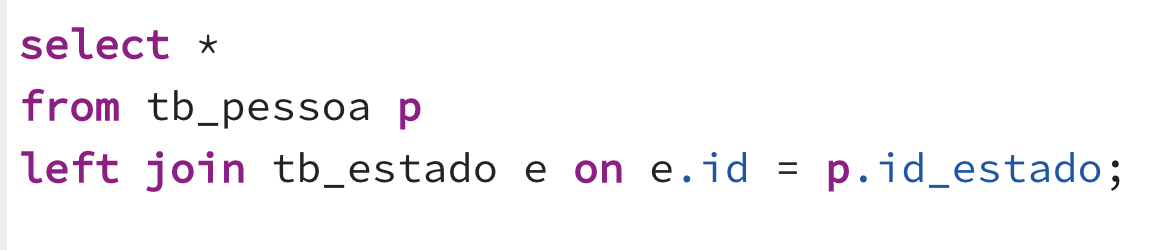 select *
from tb_pessoa p
left join tb_estado e on e.id = p.id_estado;